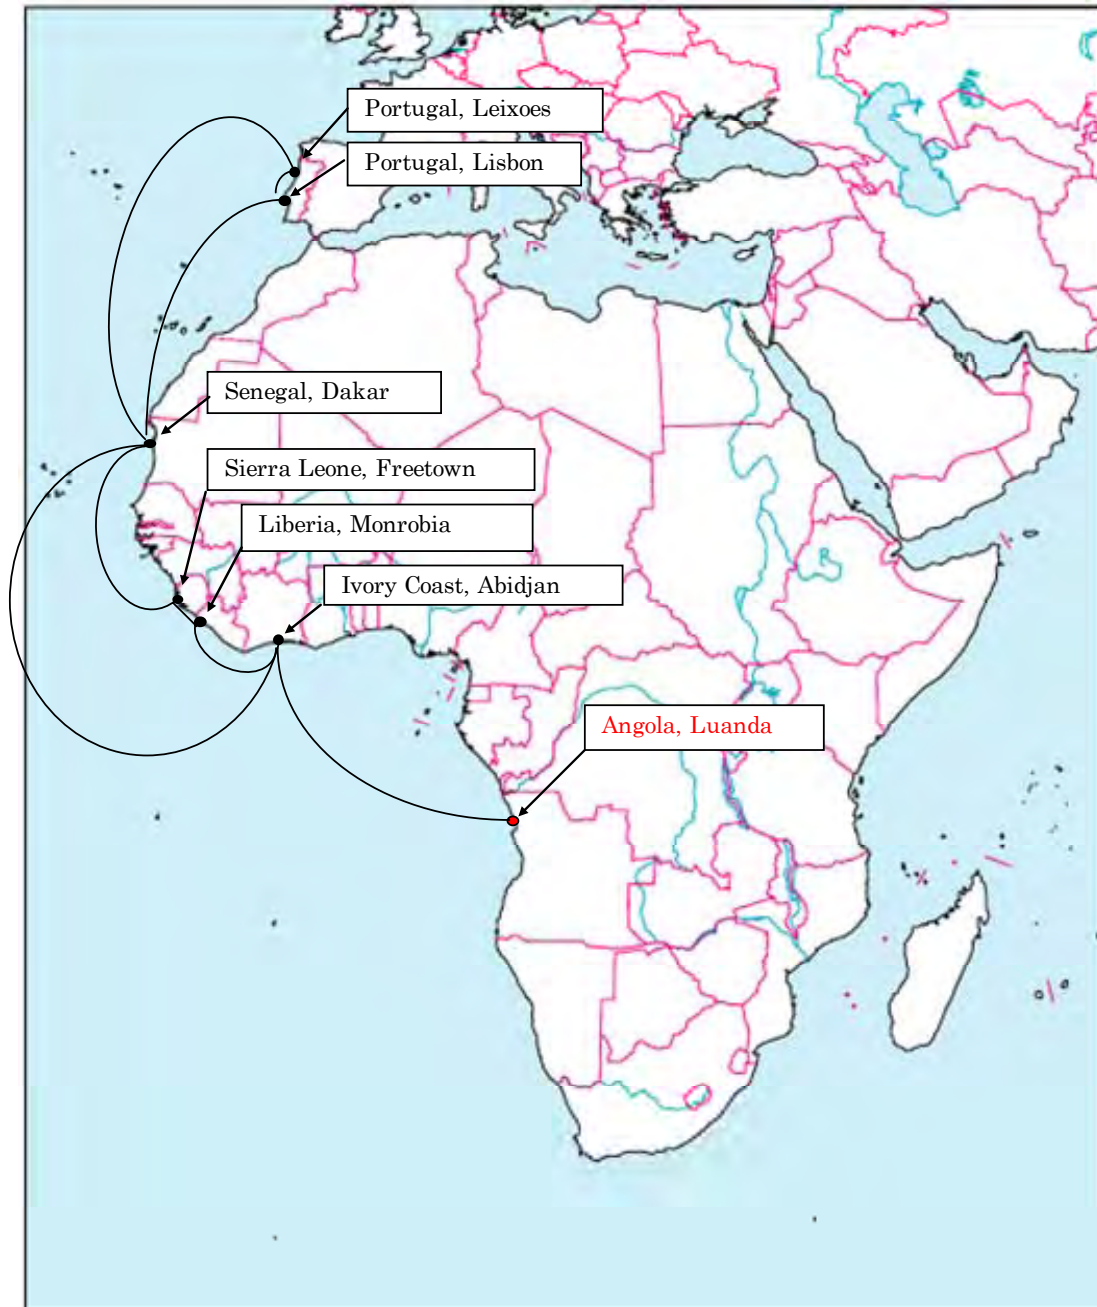 Portugal, Leixoes
Portugal, Lisbon
Senegal, Dakar
Sierra Leone, Freetown
Liberia, Monrobia
Ivory Coast, Abidjan
Angola, Luanda